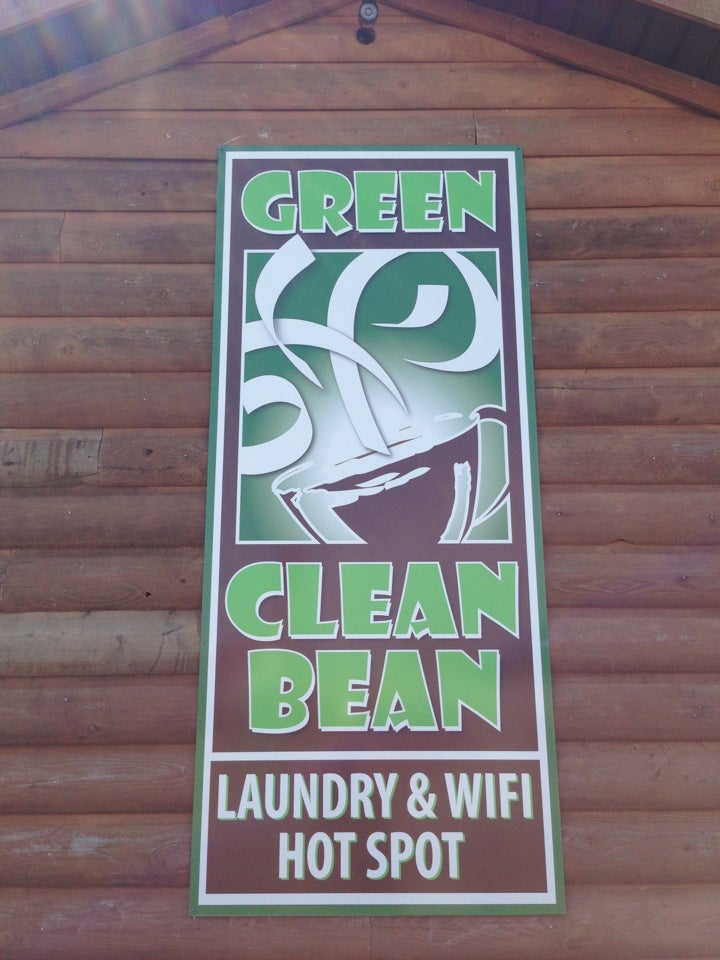 GREEN
CLEAN
BEAN
LAUNDRY & WIFI
HOT SPOT